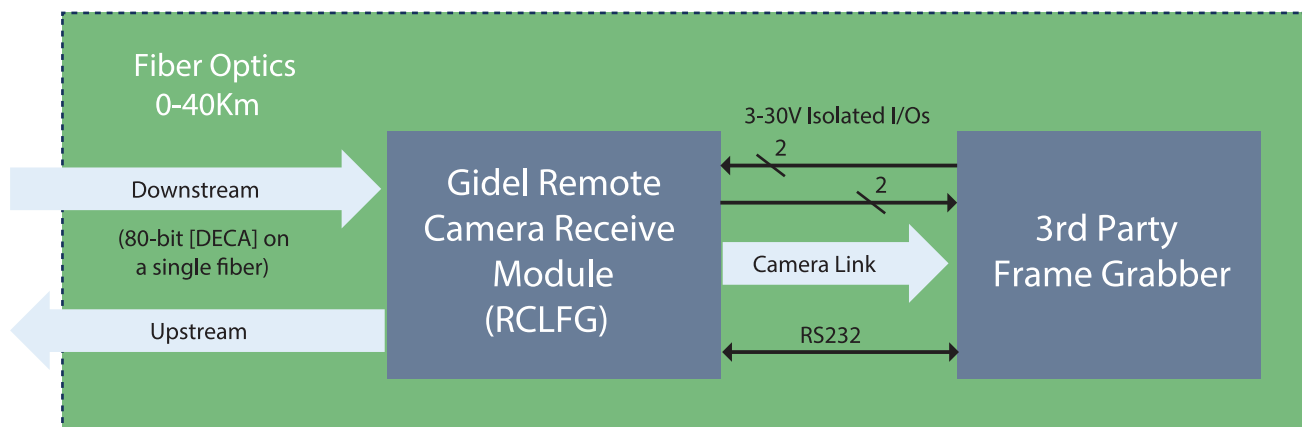 Fiber Optics
0-40Km
Downstream
(80-bit [DECA] on
a single fiber)
Upstream
Gidel Remote
Camera Receive
Module
(RCLFG)
3-30V Isolated I/Os
2
2
Camera Link
RS232
3rd Party
Frame Grabber